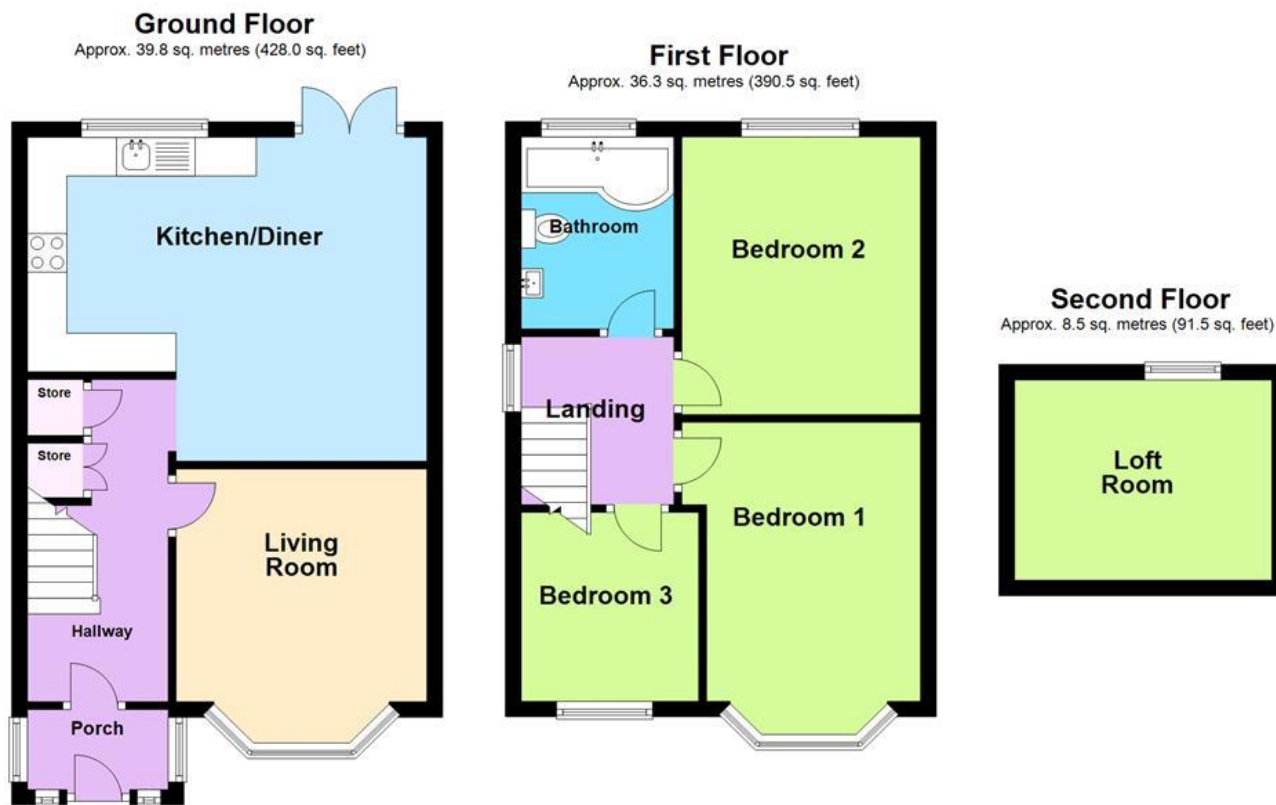 Ground Floor
Approx. 39.8 sq. metres (428.0 sq. feet)
Kitchen/Diner
Store
Store
Living
Room
Hallway
Porch
First Floor
Approx. 36.3 sq. metres (390.5 sq. feet)
Bathroom
Bedroom 2
Landing
Bedroom 1
Bedroom 3
Second Floor
Approx. 8.5 sq. metres (91.5 sq. feet)
Loft
Room